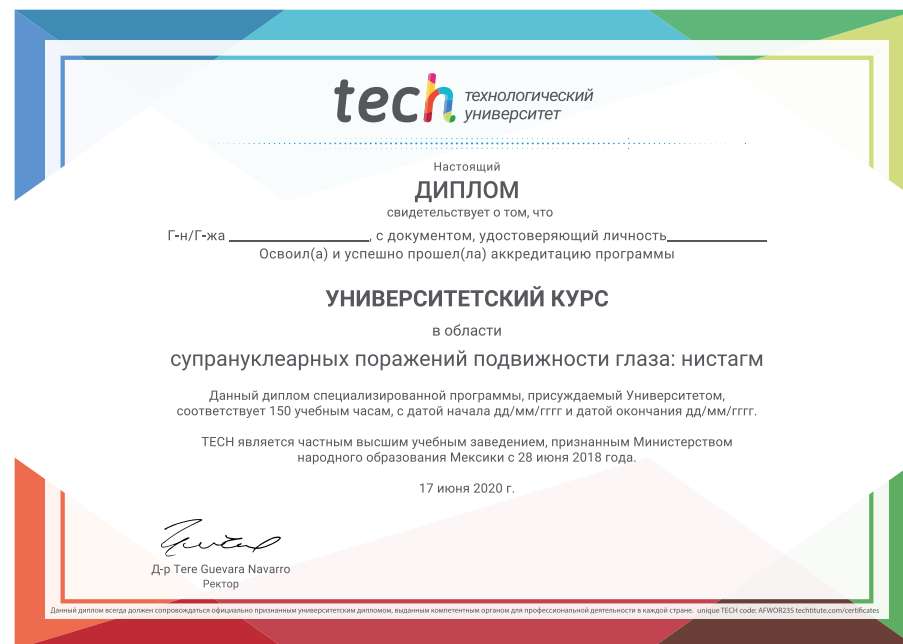 tech технологический
университет
Настоящий
ДИПЛОМ
свидетельствует о том, что
Г-н/Г-жа ____________________, с документом, удостоверяющий личность______________
Освоил(а) и успешно прошел(ла) аккредитацию программы
УНИВЕРСИТЕТСКИЙ КУРС
в области
супрануклеарных поражений подвижности глаза: нистагм
Данный диплом специализированной программы, присуждаемый Университетом,
соответствует 150 учебным часам, с датой начала дд/мм/гггг и датой окончания дд/мм/гггг.
TECH является частным высшим учебным заведением, признанным Министерством
народного образования Мексики с 28 июня 2018 года.
17 июня 2020 г.
Д-р Tere Guevara Navarro
Ректор
Данный диплом всегда должен сопровождаться официально признанным университетским дипломом, выданным компетентным органом для профессиональной деятельности в каждой стране. unique TECH code: AFWOR23S techtitute.com/certificates